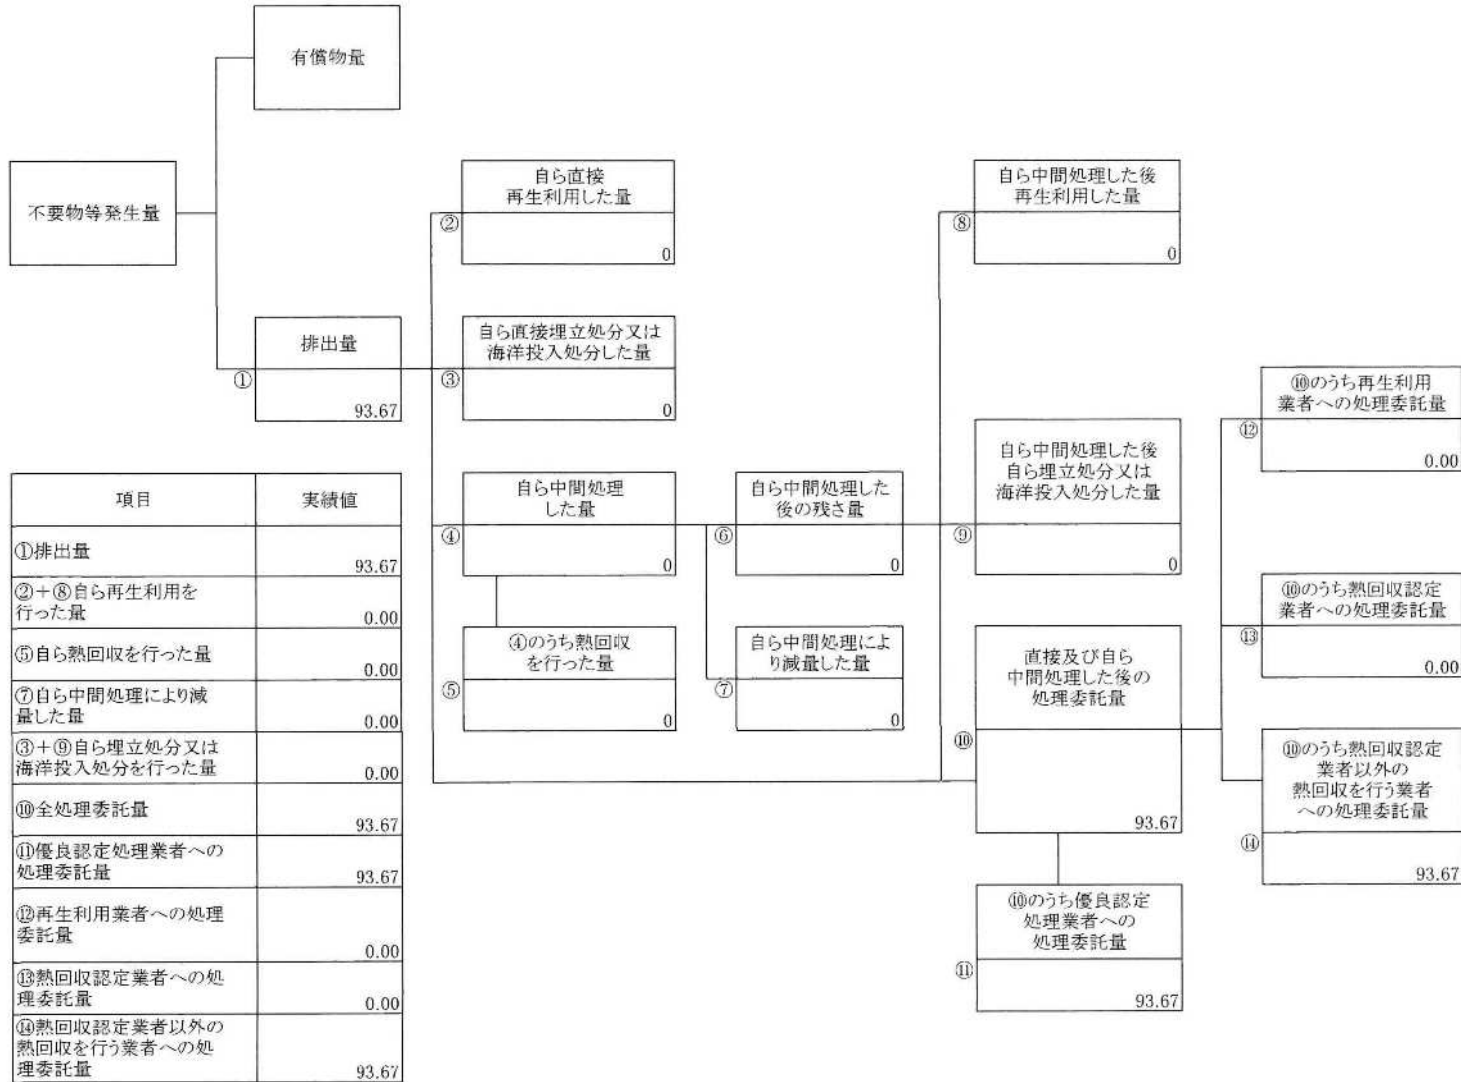 有償物量
不要物等発生量
排出量
①
93.67
自ら直接
再生利用した量
②
0
自ら直接埋立処分又は
海洋投入処分した量
③
0
自ら中間処理
した量
④
0
④のうち熱回収
を行った量
⑤
0
自ら中間処理した
後の残さ量
⑥
0
自ら中間処理によ
り減量した量
⑦
0
自ら中間処理した後
再生利用した量
⑧
0
自ら中間処理した後
自ら埋立処分又は
海洋投入処分した量
⑨
0
直接及び自ら
中間処理した後の
処理委託量
⑩
93.67
⑩のうち優良認定
処理業者への
処理委託量
⑪
93.67
⑩のうち再生利用
業者への処理委託量
⑫
0.00
⑩のうち熱回収認定
業者への処理委託量
⑬
0.00
⑩のうち熱回収認定
業者以外の
熱回収を行う業者
への処理委託量
⑭
93.67
項目 実績値
①排出量
93.67
②+⑧自ら再生利用を
行った量 0.00
⑤自ら熱回収を行った量
0.00
⑦自ら中間処理により減
量した量 0.00
③+⑨自ら埋立処分又は
海洋投入処分を行った量 0.00
⑩全処理委託量
93.67
⑪優良認定処理業者への
処理委託量 93.67
⑫再生利用業者への処理
委託量
0.00
⑬熱回収認定業者への処
理委託量 0.00
⑭熱回収認定業者以外の
熱回収を行う業者への処
理委託量 93.67